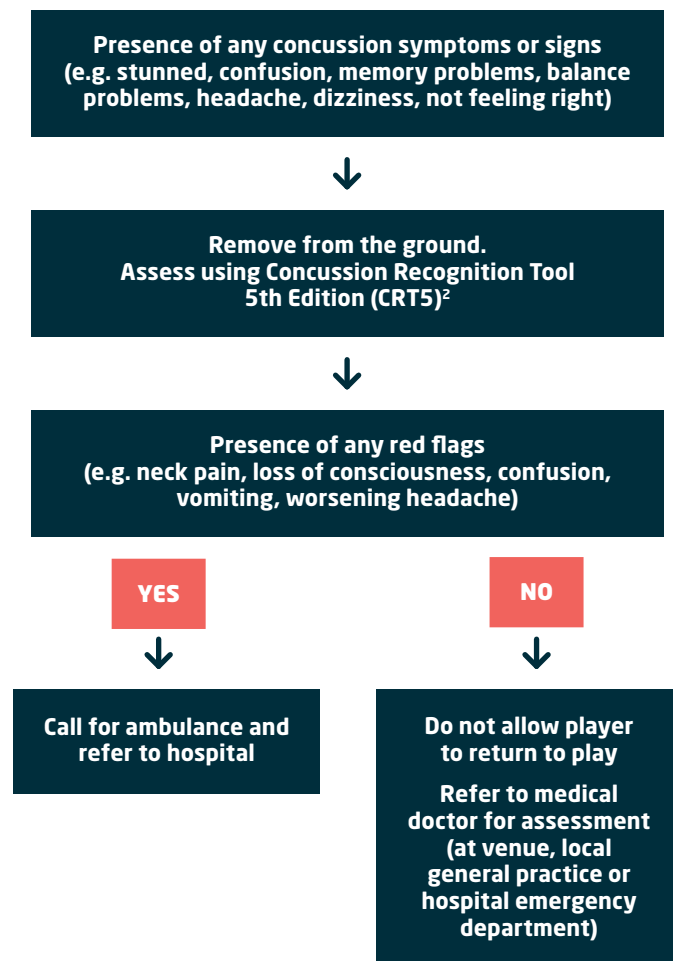 Presence of any concussion symptoms or signs
(e.g. stunned, confusion, memory problems, balance
problems, headache, dizziness, not feeling right)
Remove from the ground.
Assess using Concussion Recognition Tool
5th Edition (CRT5)²
Presence of any red flags
(e.g. neck pain, loss of consciousness, confusion,
vomiting, worsening headache)
YES
NO
Call for ambulance and
refer to hospital
Do not allow player
to return to play
Refer to medical
doctor for assessment
(at venue, local
general practice or
hospital emergency
department)